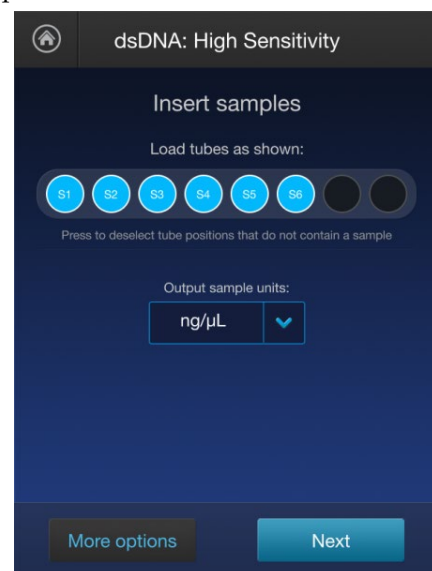 dsDNA: High Sensitivity
Insert samples
Load tubes as shown:
S1 S2 S3 S4 S5 S6
Press to deselect tube positions that do not contain a sample
Output sample units:
ng/µL
More options Next